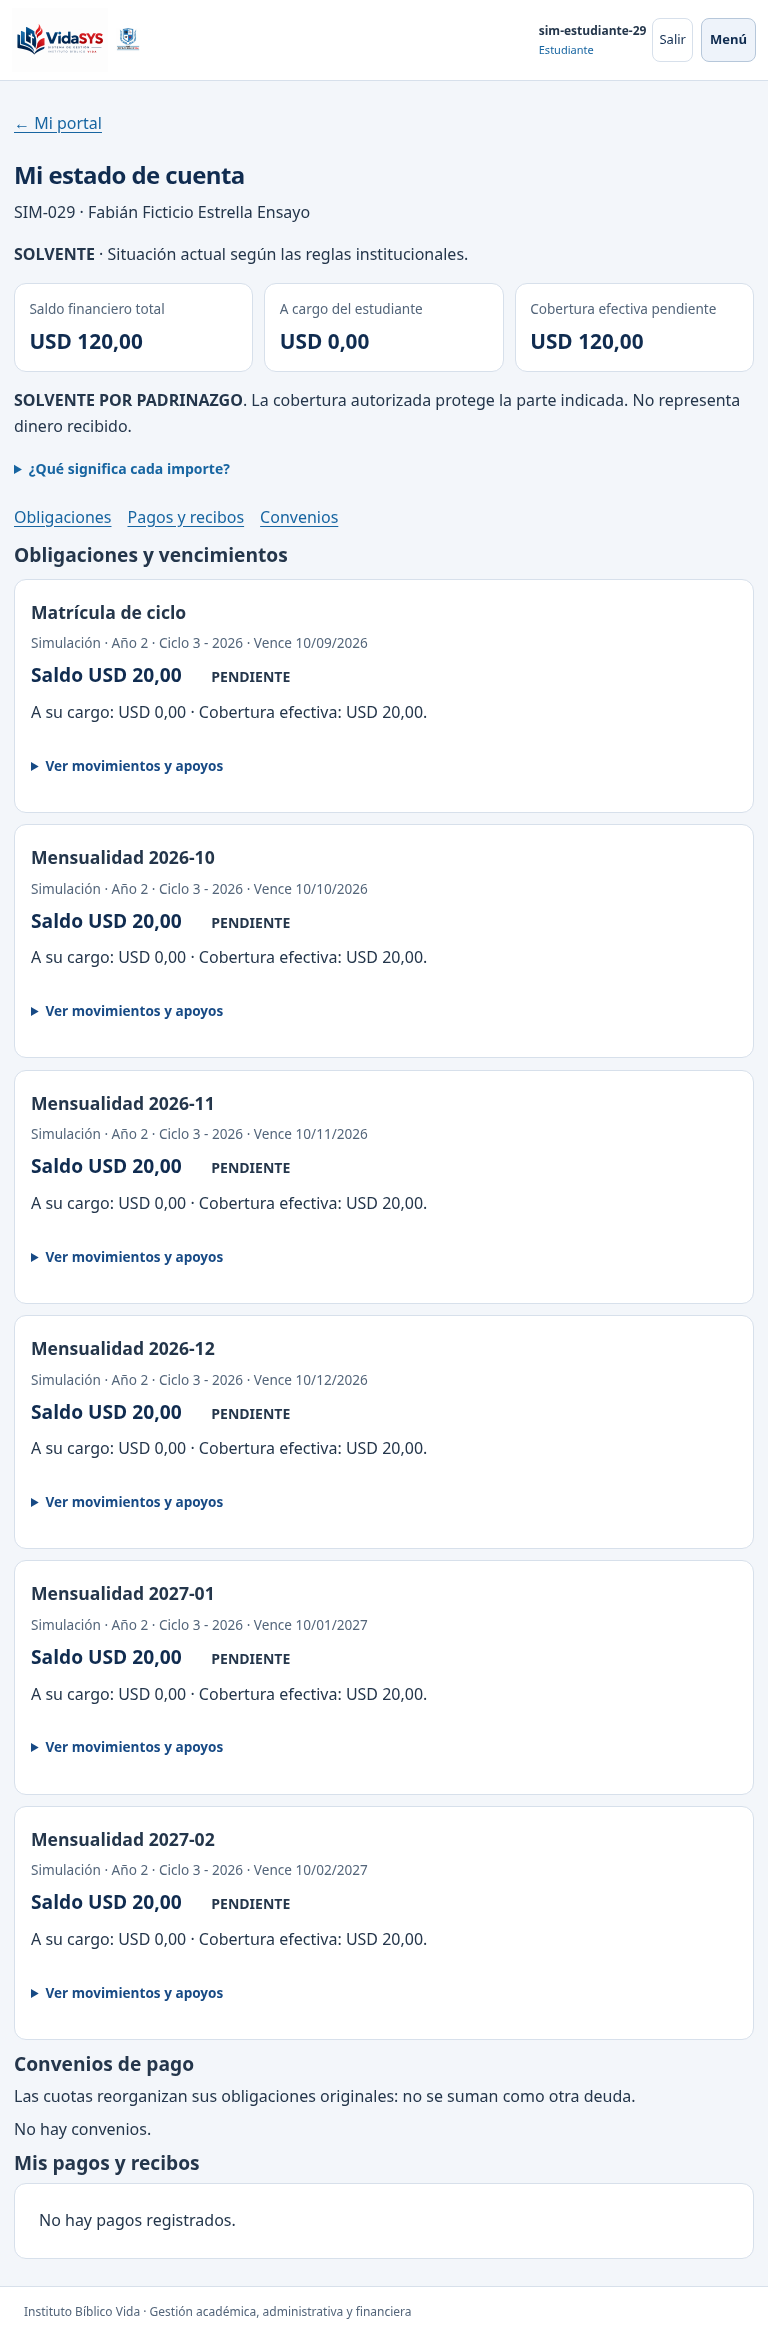 VidaSYS
sim-estudiante-29
Estudiante
Salir
Menú
← Mi portal
Mi estado de cuenta
SIM-029 · Fabián Ficticio Estrella Ensayo
SOLVENTE · Situación actual según las reglas institucionales.
Saldo financiero total
USD 120,00
A cargo del estudiante
USD 0,00
Cobertura efectiva pendiente
USD 120,00
SOLVENTE POR PADRINAZGO. La cobertura autorizada protege la parte indicada. No representa
dinero recibido.
¿Qué significa cada importe?
Obligaciones Pagos y recibos Convenios
Obligaciones y vencimientos
Matrícula de ciclo
Simulación · Año 2 · Ciclo 3 - 2026 · Vence 10/09/2026
Saldo USD 20,00 PENDIENTE
A su cargo: USD 0,00 · Cobertura efectiva: USD 20,00.
Ver movimientos y apoyos
Mensualidad 2026-10
Simulación · Año 2 · Ciclo 3 - 2026 · Vence 10/10/2026
Saldo USD 20,00 PENDIENTE
A su cargo: USD 0,00 · Cobertura efectiva: USD 20,00.
Ver movimientos y apoyos
Mensualidad 2026-11
Simulación · Año 2 · Ciclo 3 - 2026 · Vence 10/11/2026
Saldo USD 20,00 PENDIENTE
A su cargo: USD 0,00 · Cobertura efectiva: USD 20,00.
Ver movimientos y apoyos
Mensualidad 2026-12
Simulación · Año 2 · Ciclo 3 - 2026 · Vence 10/12/2026
Saldo USD 20,00 PENDIENTE
A su cargo: USD 0,00 · Cobertura efectiva: USD 20,00.
Ver movimientos y apoyos
Mensualidad 2027-01
Simulación · Año 2 · Ciclo 3 - 2026 · Vence 10/01/2027
Saldo USD 20,00 PENDIENTE
A su cargo: USD 0,00 · Cobertura efectiva: USD 20,00.
Ver movimientos y apoyos
Mensualidad 2027-02
Simulación · Año 2 · Ciclo 3 - 2026 · Vence 10/02/2027
Saldo USD 20,00 PENDIENTE
A su cargo: USD 0,00 · Cobertura efectiva: USD 20,00.
Ver movimientos y apoyos
Convenios de pago
Las cuotas reorganizan sus obligaciones originales: no se suman como otra deuda.
No hay convenios.
Mis pagos y recibos
No hay pagos registrados.
Instituto Bíblico Vida · Gestión académica, administrativa y financiera